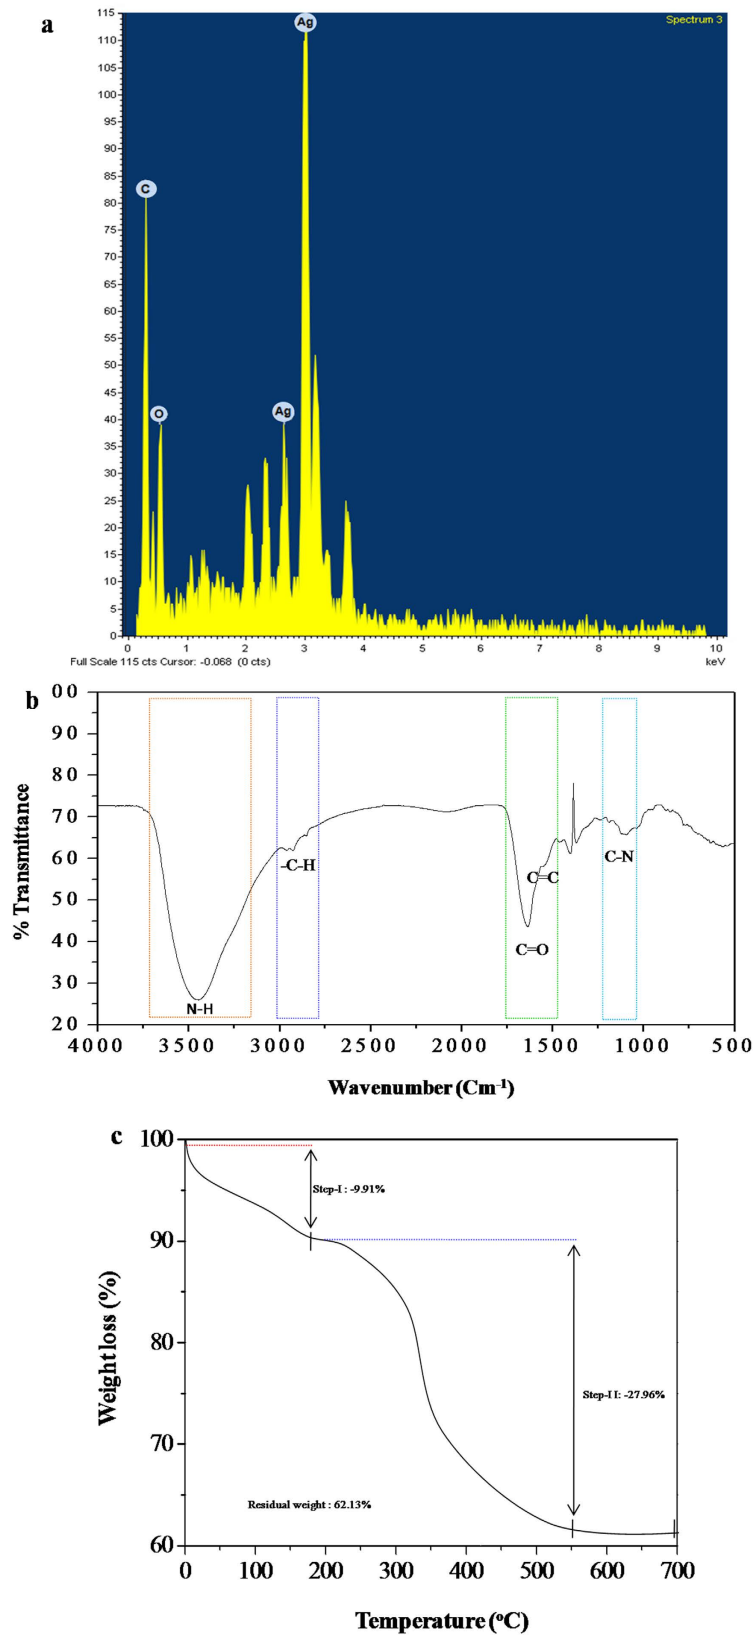 a
Spectrum 3
115
110
105
100
95
90
85
80
75
70
65
60
55
50
45
40
35
30
25
20
15
10
5
0
Ag
C
O
Ag
0 1 2 3 4 5 6 7 8 9 10
Full Scale 115 cts Cursor: -0.068 (0 cts)
keV
b
00
90
80
70
60
50
40
30
20
% Transmittance
-C-H
C=C
C-N
C=O
N-H
4000 3500 3000 2500 2000 1500 1000 500
Wavenumber (Cm-1)
c
100
90
80
70
60
Weight loss (%)
Step-I : -9.91%
Step-I I: -27.96%
Residual weight : 62.13%
0 100 200 300 400 500 600 700
Temperature (oC)